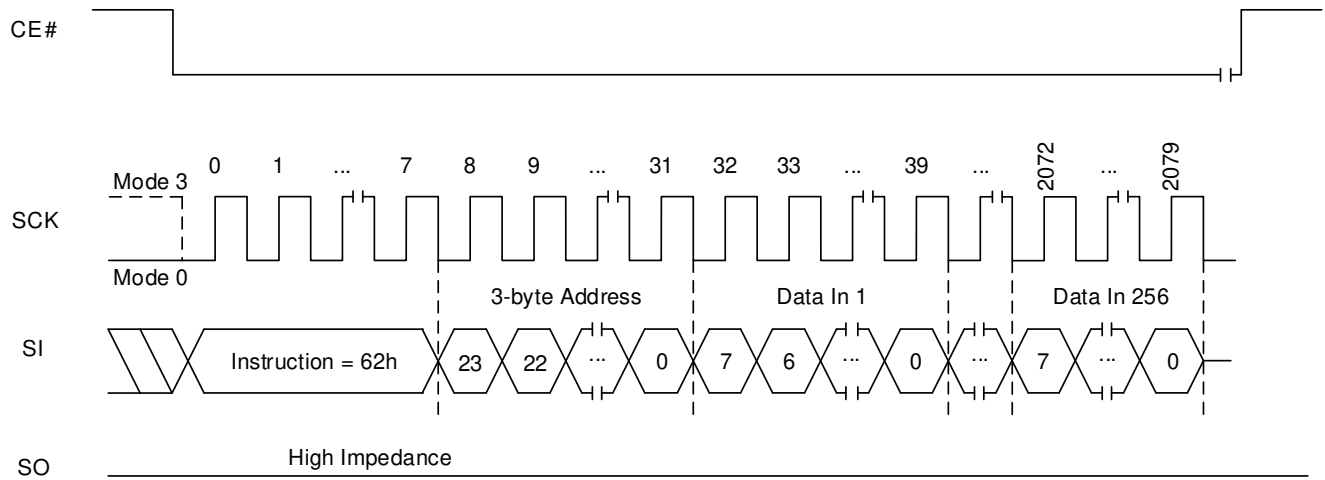 CE#
0 1 ... 7 8 9 ... 31 32 33 ... 39 ... 2072 ... 2079
Mode 3
SCK
Mode 0
3-byte Address Data In 1 Data In 256
SI Instruction = 62h 23 22 ... 0 7 6 ... 0 ... 7 ... 0
High Impedance
SO